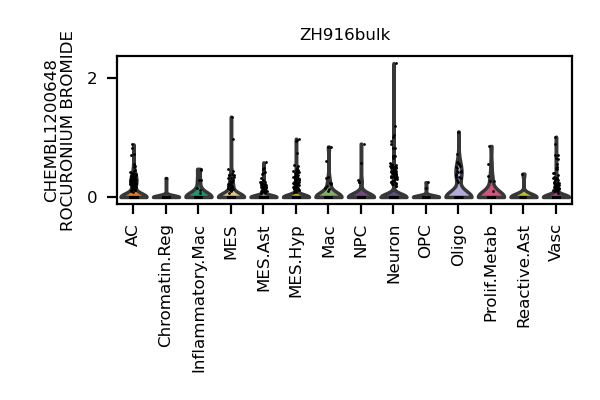 ZH916bulk
CHEMBL1200648
ROCURONIUM BROMIDE
2
0
AC
Chromatin.Reg
Inflammatory.Mac
MES
MES.Ast
MES.Hyp
Mac
NPC
Neuron
OPC
Oligo
Prolif.Metab
Reactive.Ast
Vasc